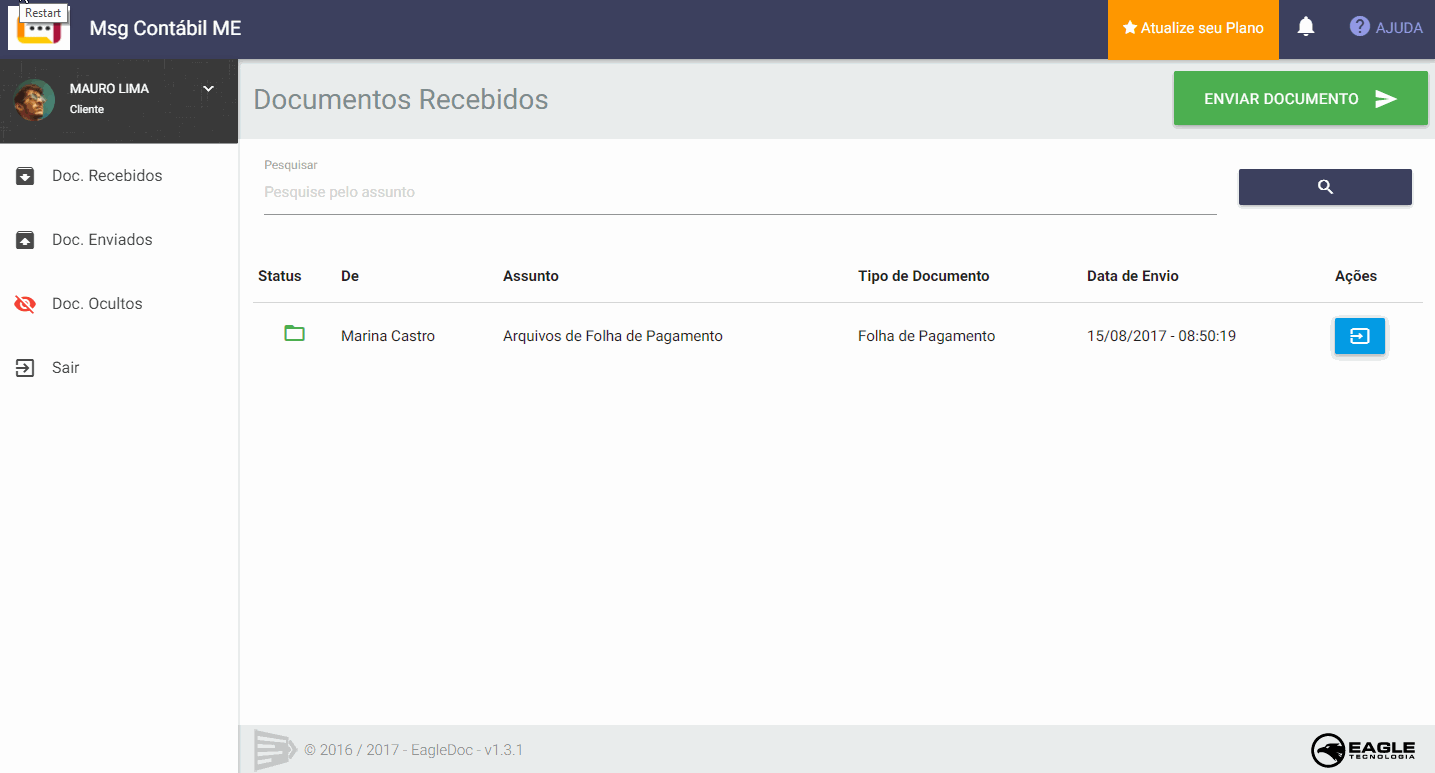 Restart
Msg Contábil ME
Atualize seu Plano
AJUDA
MAURO LIMA
Cliente
Documentos Recebidos
ENVIAR DOCUMENTO
Doc. Recebidos
Doc. Enviados
Doc. Ocultos
Sair
Pesquisar
Pesquise pelo assunto
Status De Assunto Tipo de Documento Data de Envio Ações
Marina Castro Arquivos de Folha de Pagamento Folha de Pagamento 15/08/2017 - 08:50:19
© 2016 / 2017 - EagleDoc - v1.3.1
EAGLE
TECNOLOGIA